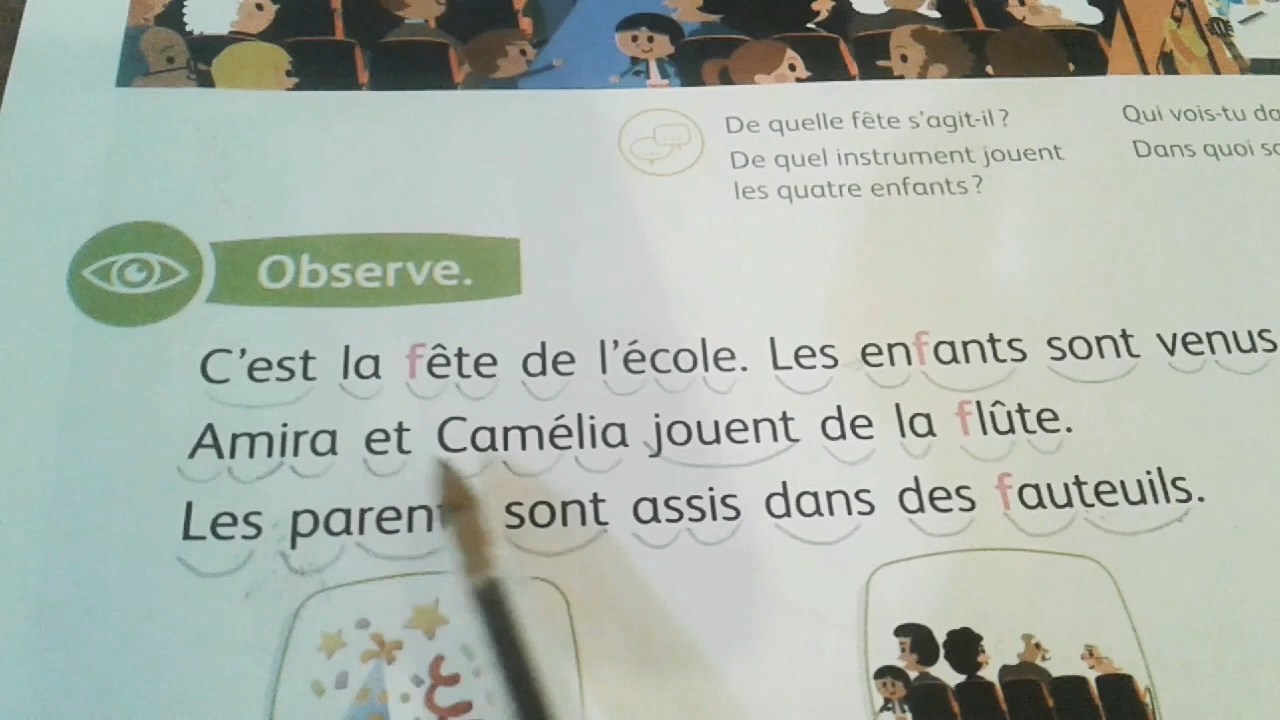 De quelle fête s'agit-il ?
De quel instrument jouent
les quatre enfants ?
Qui vois-tu
Dans quoi
Observe.
C'est la fête de l'école. Les enfants sont venus
Amira et Camélia jouent de la flûte.
Les parents sont assis dans des fauteuils.